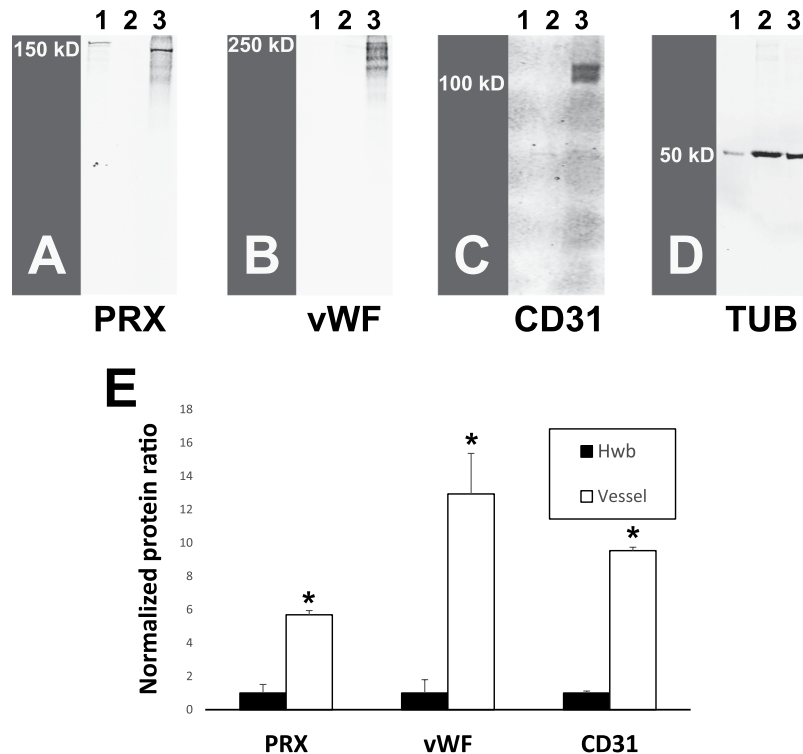 1 2 3
150 kD
A
PRX
1 2 3
250 kD
B
vWF
1 2 3
100 kD
C
CD31
1 2 3
50 kD
D
TUB
E
Normalized protein ratio
18
16
14
12
10
8
6
4
2
0
*
*
*
Hwb
Vessel
PRX
vWF
CD31